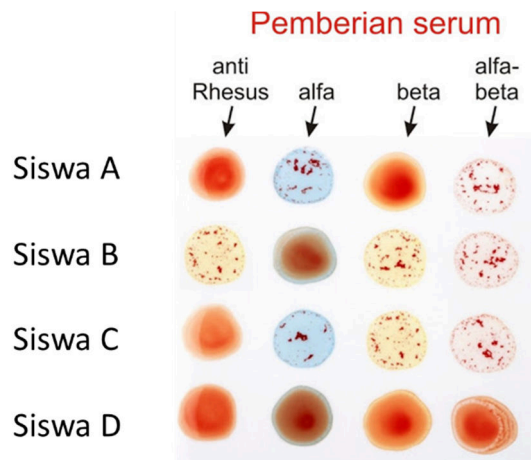 Pemberian serum
anti
Rhesus
alfa
beta
alfa-
beta
Siswa A
Siswa B
Siswa C
Siswa D